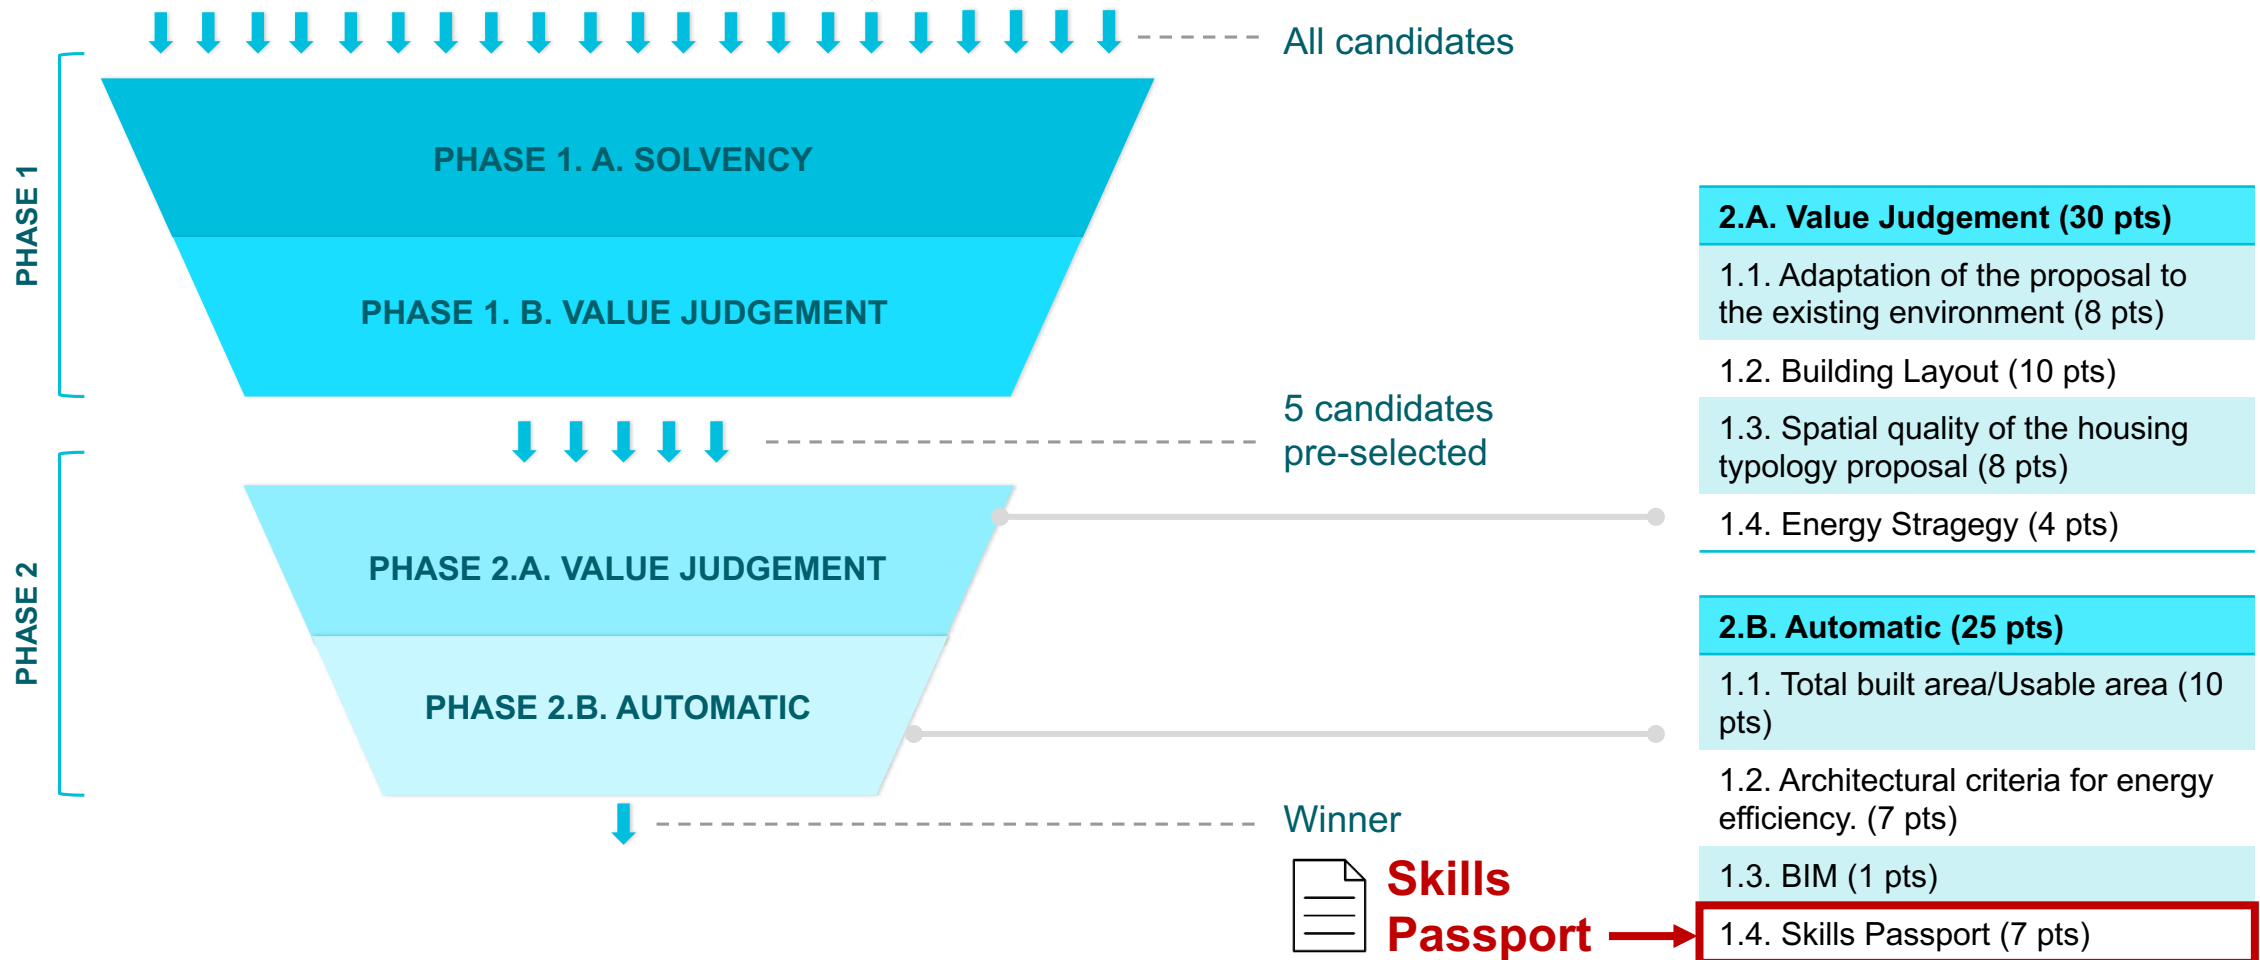 All candidates
PHASE 1
PHASE 1. A. SOLVENCY
PHASE 1. B. VALUE JUDGEMENT
5 candidates
pre-selected
PHASE 2
PHASE 2.A. VALUE JUDGEMENT
PHASE 2.B. AUTOMATIC
Winner
Skills
Passport
2.A. Value Judgement (30 pts)
1.1. Adaptation of the proposal to
the existing environment (8 pts)
1.2. Building Layout (10 pts)
1.3. Spatial quality of the housing
typology proposal (8 pts)
1.4. Energy Stragegy (4 pts)
2.B. Automatic (25 pts)
1.1. Total built area/Usable area (10
pts)
1.2. Architectural criteria for energy
efficiency. (7 pts)
1.3. BIM (1 pts)
1.4. Skills Passport (7 pts)